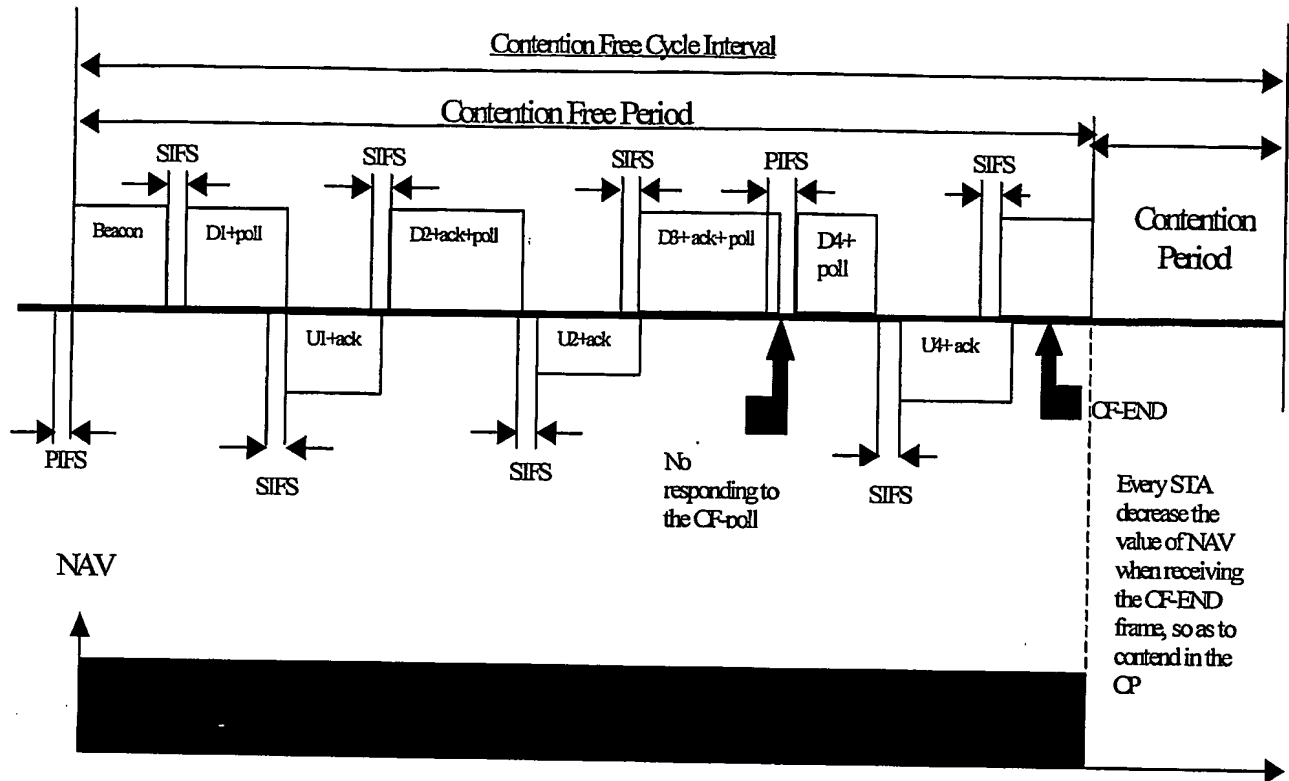 Contention Free Cycle Interval
Contention Free Period
SIFS
SIFS
SIFS
PIFS
SIFS
Beacon
D1+poll
D2+ack+poll
D3+ack+poll
D4+
poll
Contention
Period
U1+ack
U2+ack
U4+ack
PIFS
SIFS
SIFS
SIFS
No
responding to
the CF-poll
CF-END
Every STA
decrease the
value of NAV
when receiving
the CF-END
frame, so as to
contend in the
CP
NAV